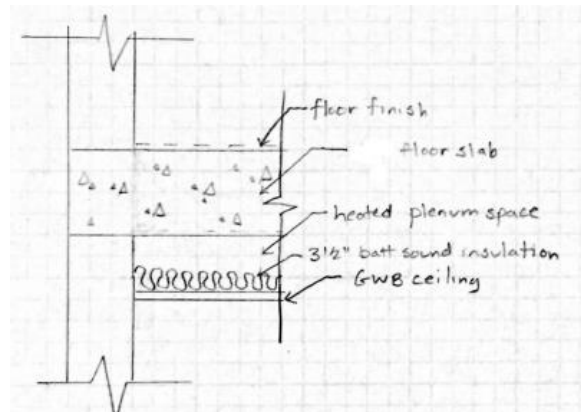 floor finish
floor slab
heated plenum space
3 1/2" batt sound insulation
GWB ceiling